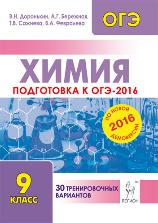 ОГЭ
В.Н. Доронькин, А.Г. Бережная,
Т.В. Сажнева, В.А. Февралева
ХИМИЯ
ПОДГОТОВКА К ОГЭ-2016
ПО НОВОЙ
2016
ДЕМОВЕРСИИ
9 КЛАСС
30 ТРЕНИРОВОЧНЫХ
ВАРИАНТОВ
ЛЕГИОН